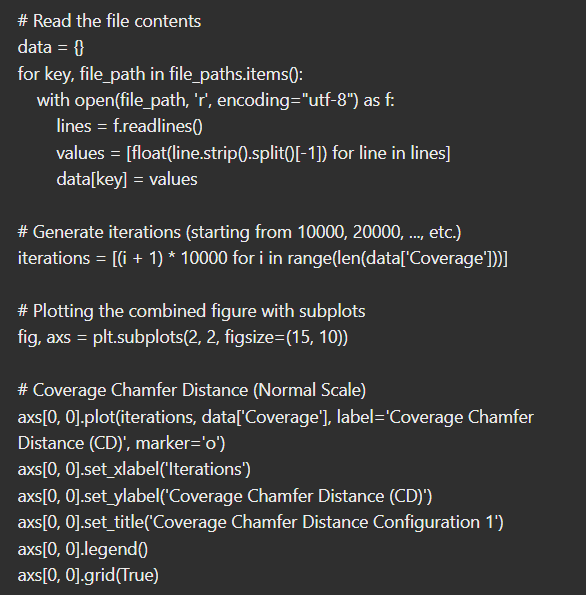 # Read the file contents
data = {}
for key, file_path in file_paths.items():
    with open(file_path, 'r', encoding="utf-8") as f:
        lines = f.readlines()
        values = [float(line.strip().split()[-1]) for line in lines]
        data[key] = values

# Generate iterations (starting from 10000, 20000, ..., etc.)
iterations = [(i + 1) * 10000 for i in range(len(data['Coverage']))]

# Plotting the combined figure with subplots
fig, axs = plt.subplots(2, 2, figsize=(15, 10))

# Coverage Chamfer Distance (Normal Scale)
axs[0, 0].plot(iterations, data['Coverage'], label='Coverage Chamfer
Distance (CD)', marker='o')
axs[0, 0].set_xlabel('Iterations')
axs[0, 0].set_ylabel('Coverage Chamfer Distance (CD)')
axs[0, 0].set_title('Coverage Chamfer Distance Configuration 1')
axs[0, 0].legend()
axs[0, 0].grid(True)